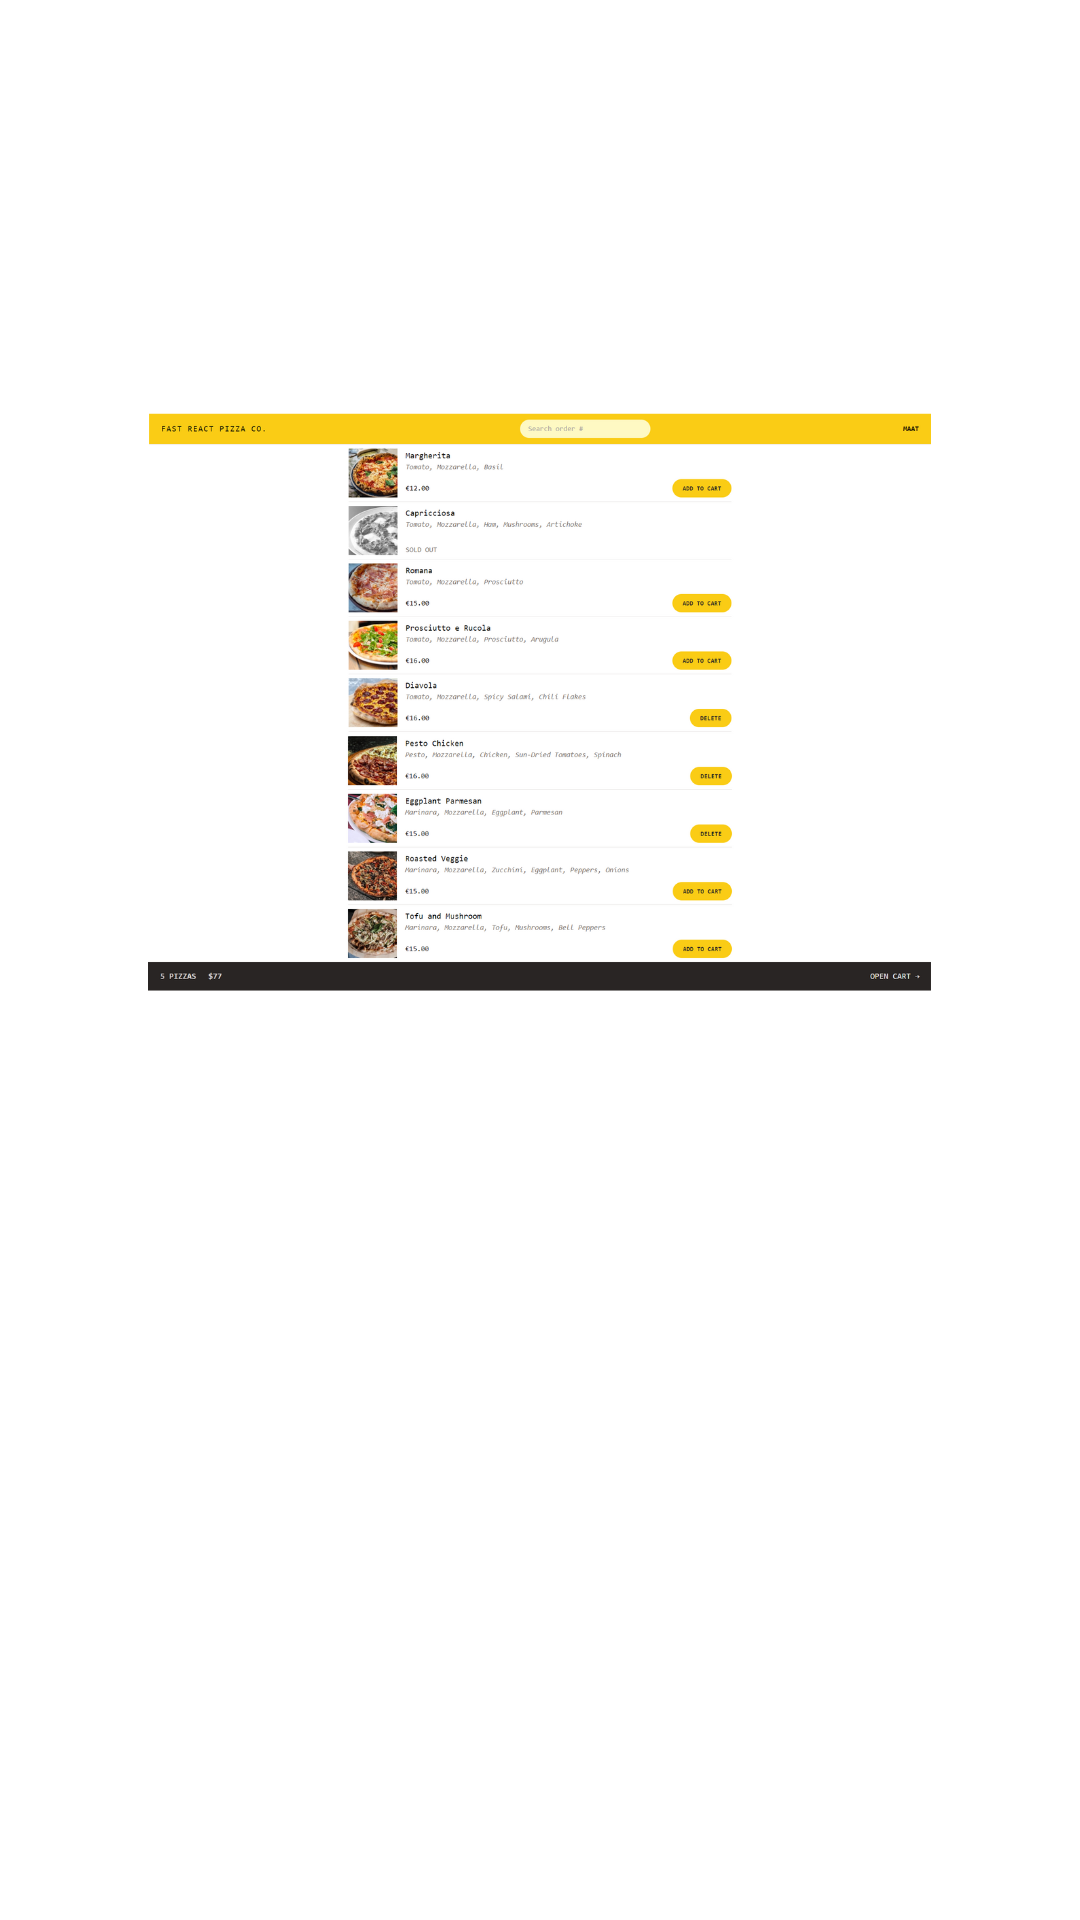 FAST REACT PIZZA CO.
Search order #
MAAT
Margherita
Tomato, Mozzarella, Basil
€12.00
ADD TO CART
Capricciosa
Tomato, Mozzarella, Ham, Mushrooms, Artichoke
SOLD OUT
Romana
Tomato, Mozzarella, Prosciutto
€15.00
ADD TO CART
Prosciutto e Rucola
Tomato, Mozzarella, Prosciutto, Arugula
€16.00
ADD TO CART
Diavola
Tomato, Mozzarella, Spicy Salami, Chili Flakes
€16.00
DELETE
Pesto Chicken
Pesto, Mozzarella, Chicken, Sun-Dried Tomatoes, Spinach
€16.00
DELETE
Eggplant Parmesan
Marinara, Mozzarella, Eggplant, Parmesan
€15.00
DELETE
Roasted Veggie
Marinara, Mozzarella, Zucchini, Eggplant, Peppers, Onions
€15.00
ADD TO CART
Tofu and Mushroom
Marinara, Mozzarella, Tofu, Mushrooms, Bell Peppers
€15.00
ADD TO CART
5 PIZZAS $77
OPEN CART →